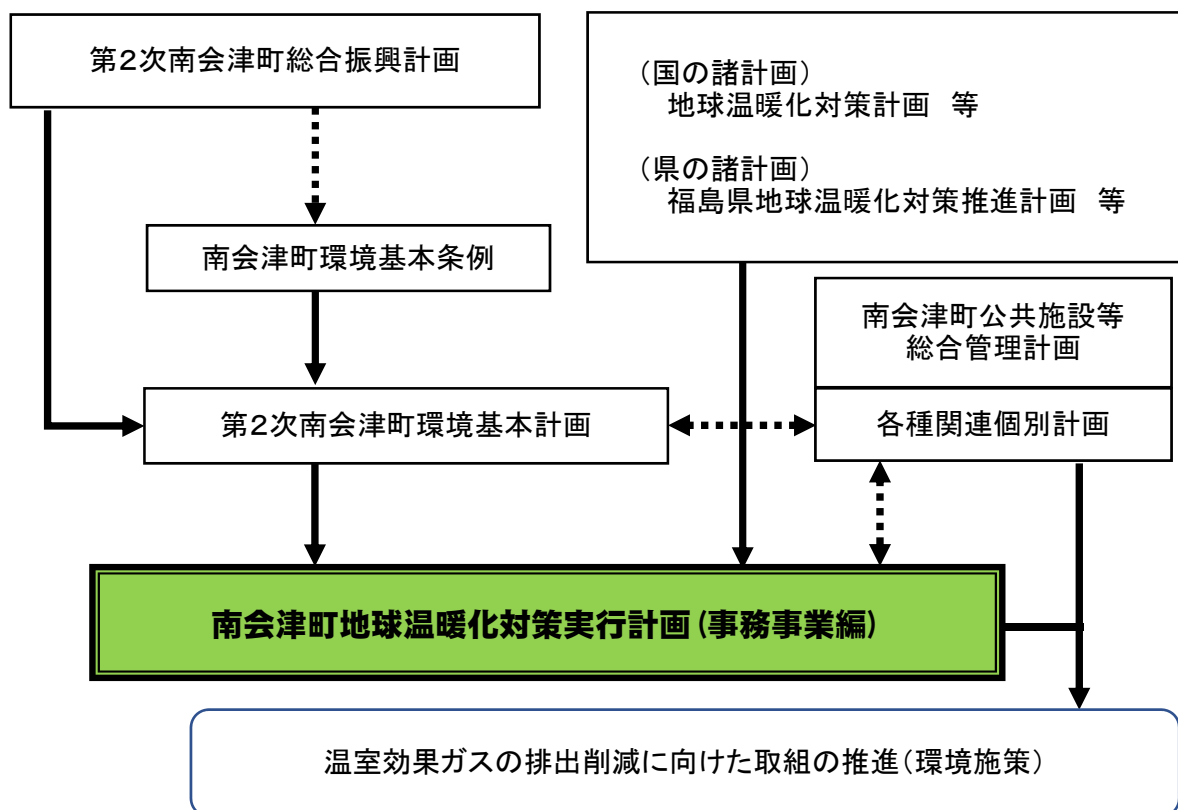 第2次南会津町総合振興計画
(国の諸計画)
地球温暖化対策計画 等
(県の諸計画)
福島県地球温暖化対策推進計画 等
南会津町環境基本条例
南会津町公共施設等
総合管理計画
第2次南会津町環境基本計画
各種関連個別計画
南会津町地球温暖化対策実行計画(事務事業編)
温室効果ガスの排出削減に向けた取組の推進(環境施策)